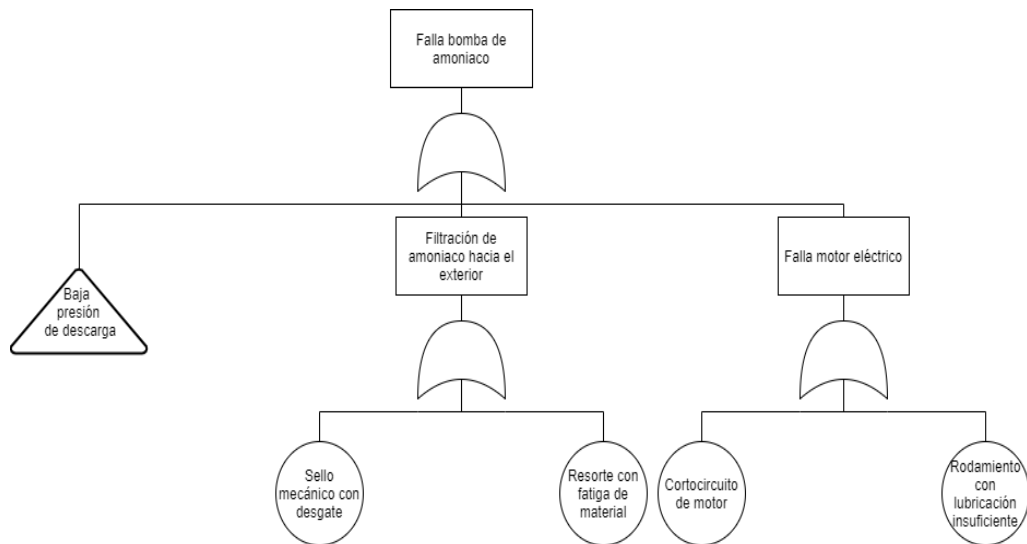 Falla bomba de
amoniaco
Filtración de
amoniaco hacia el
exterior
Falla motor eléctrico
Baja
presión
de descarga
Sello
mecánico con
desgate
Resorte con
fatiga de
material
Cortocircuito
de motor
Rodamiento
con
lubricación
insuficiente